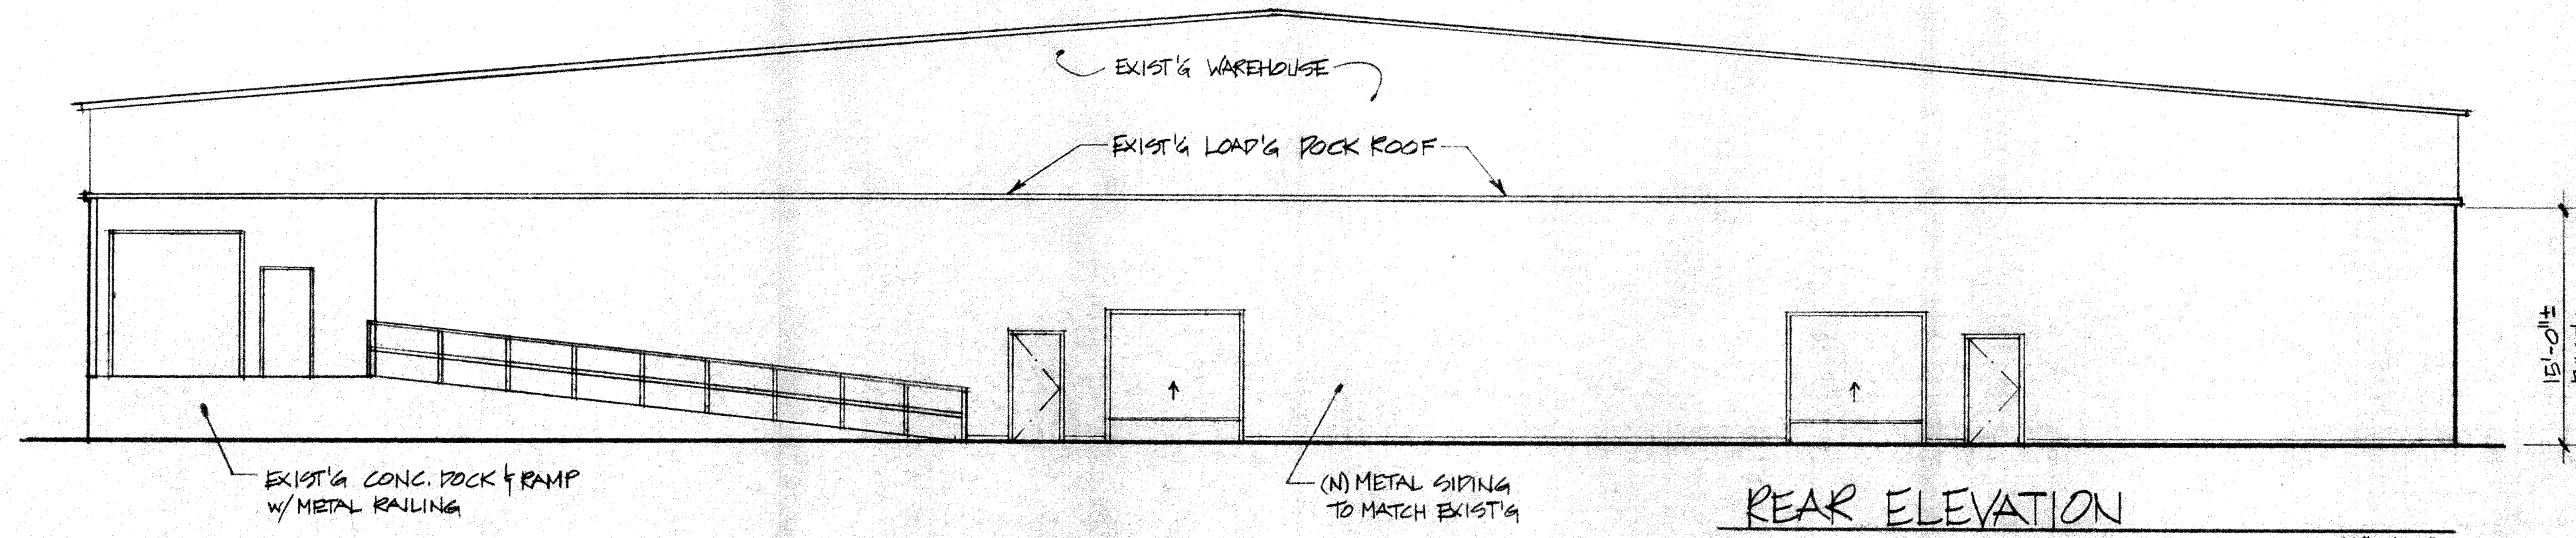 EXIST'G WAREHOUSE
EXIST'G LOAD'G DOCK ROOF
15'-0"±
EXIST'G CONC. DOCK & RAMP
W/ METAL RAILING
(N) METAL SIDING
TO MATCH EXIST'G
REAR ELEVATION